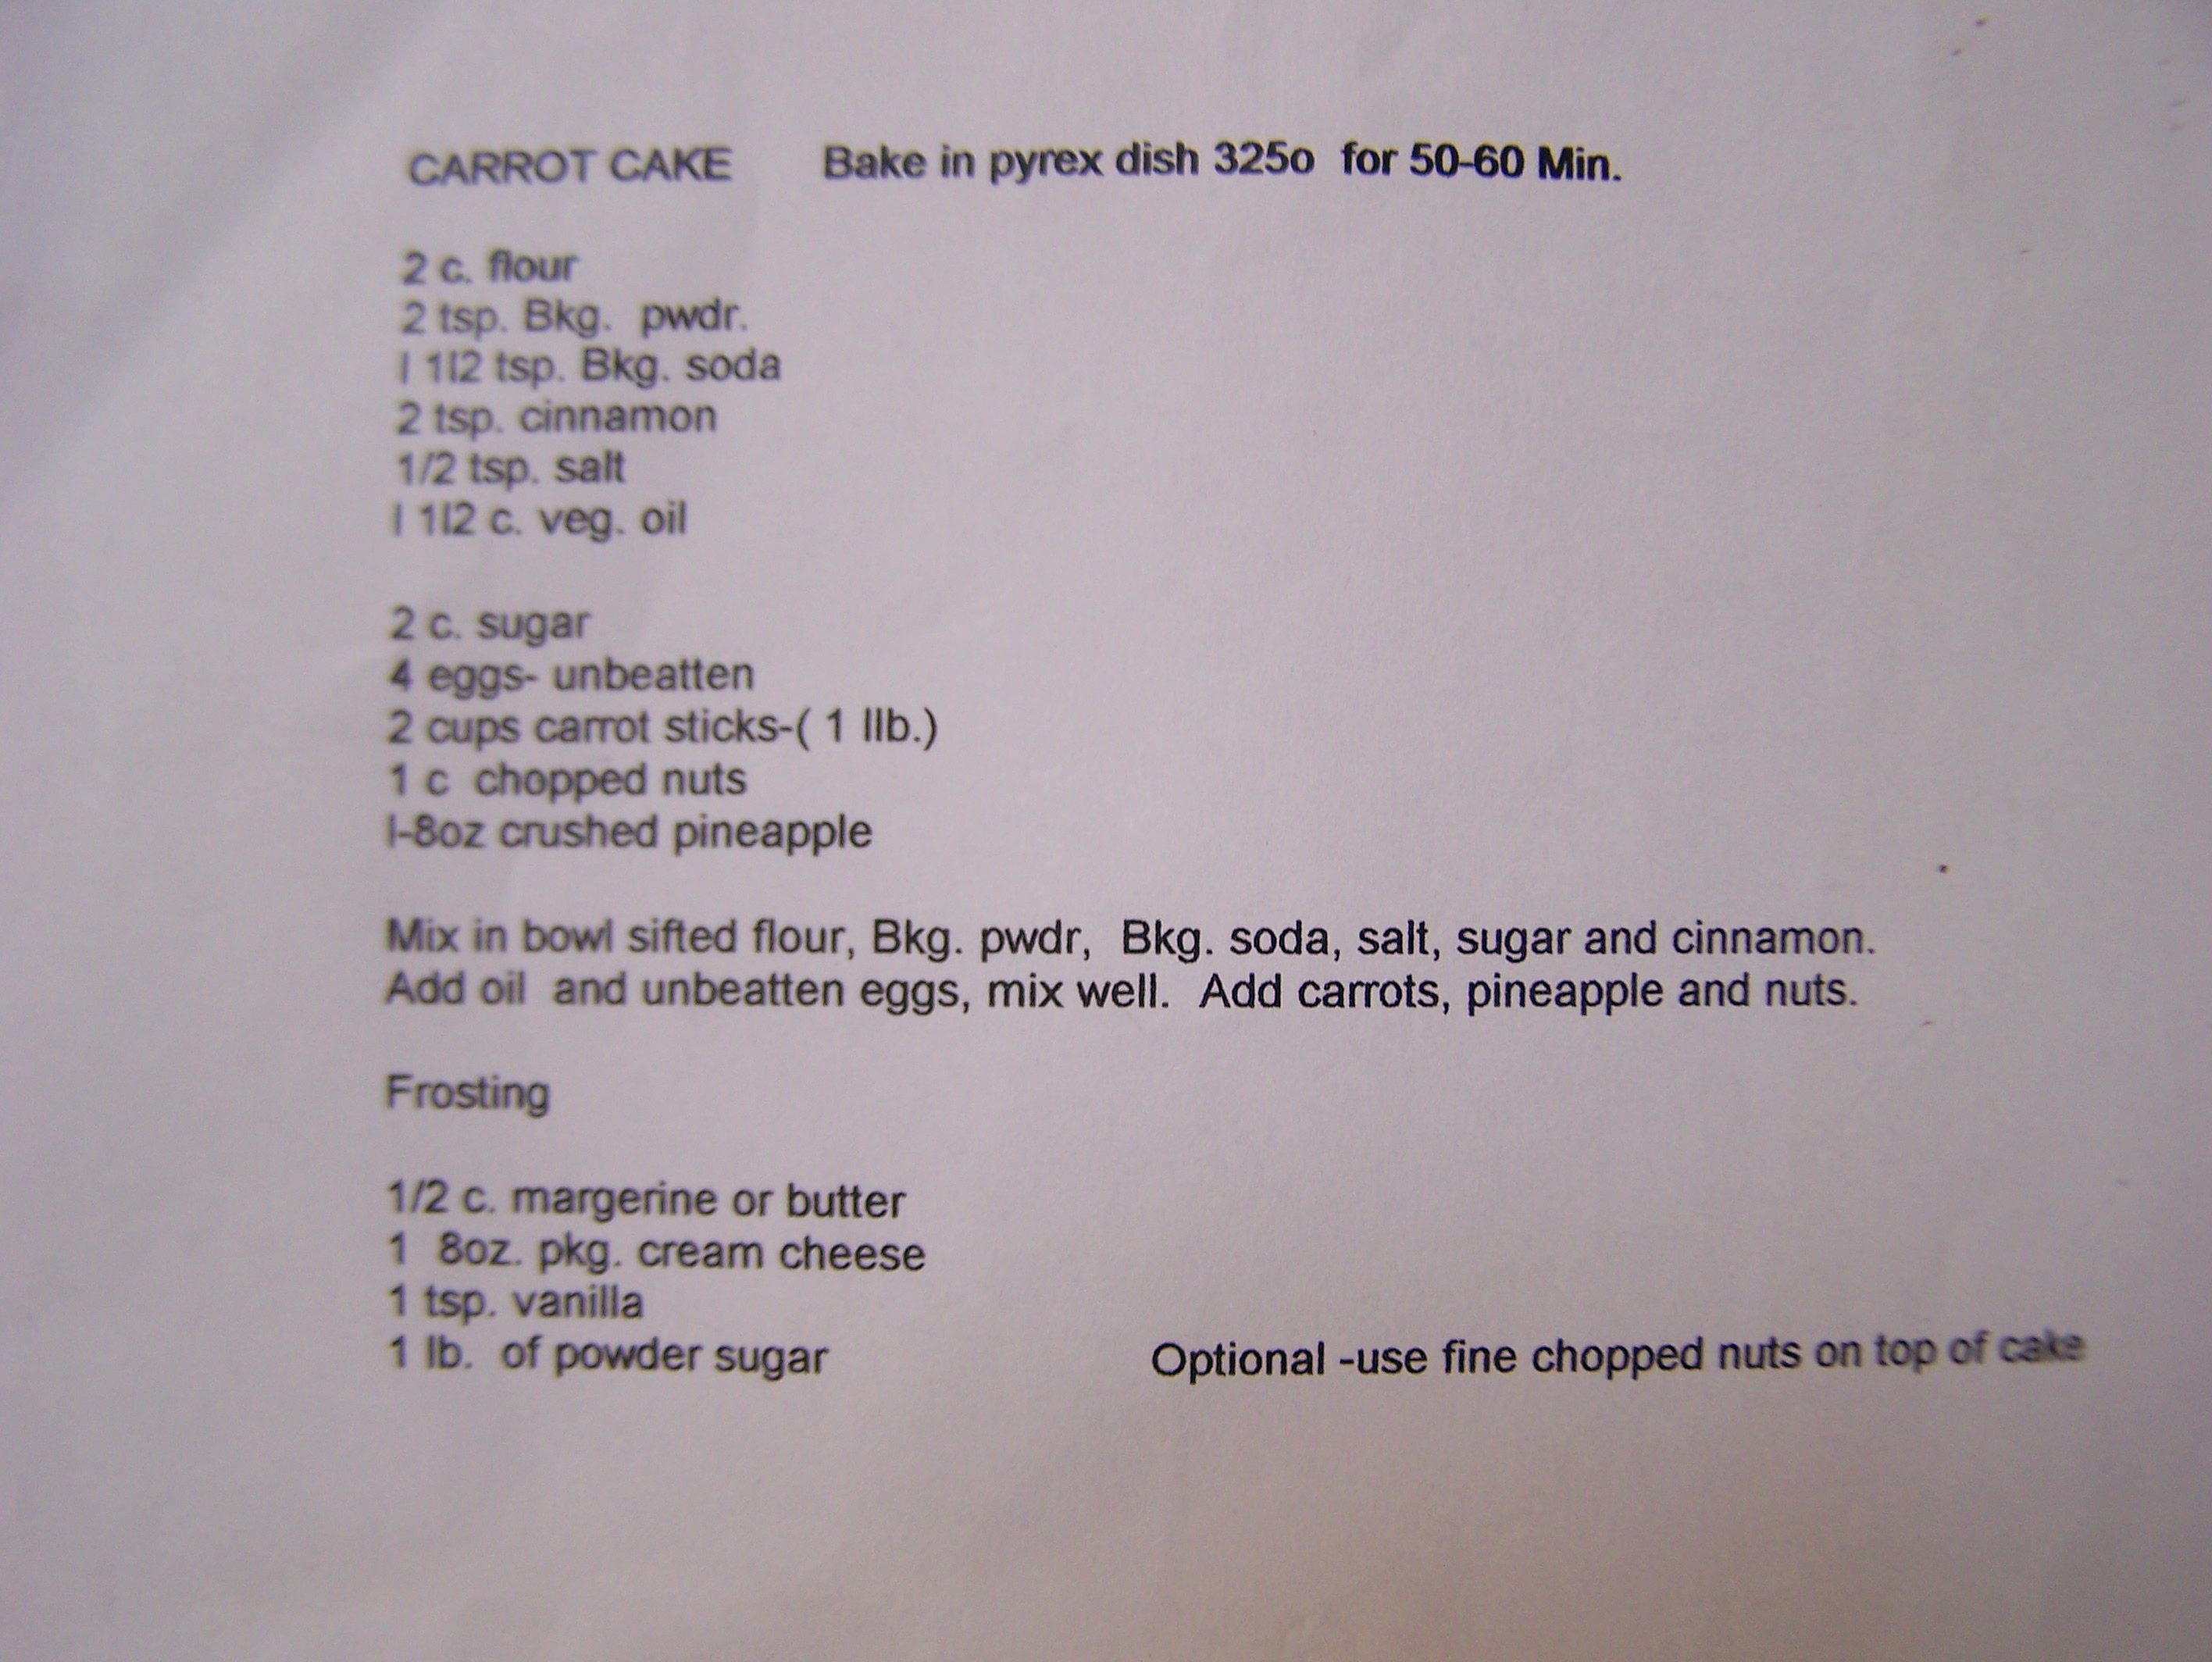 CARROT CAKE Bake in pyrex dish 325o for 50-60 Min.
2 c. flour
2 tsp. Bkg. pwdr.
l 1l2 tsp. Bkg. soda
2 tsp. cinnamon
1/2 tsp. salt
l 1l2 c. veg. oil
2 c. sugar
4 eggs- unbeatten
2 cups carrot sticks-( 1 llb.)
1 c chopped nuts
l-8oz crushed pineapple
Mix in bowl sifted flour, Bkg. pwdr, Bkg. soda, salt, sugar and cinnamon.
Add oil and unbeatten eggs, mix well. Add carrots, pineapple and nuts.
Frosting
1/2 c. margerine or butter
1 8oz. pkg. cream cheese
1 tsp. vanilla
1 lb. of powder sugar Optional -use fine chopped nuts on top of cake